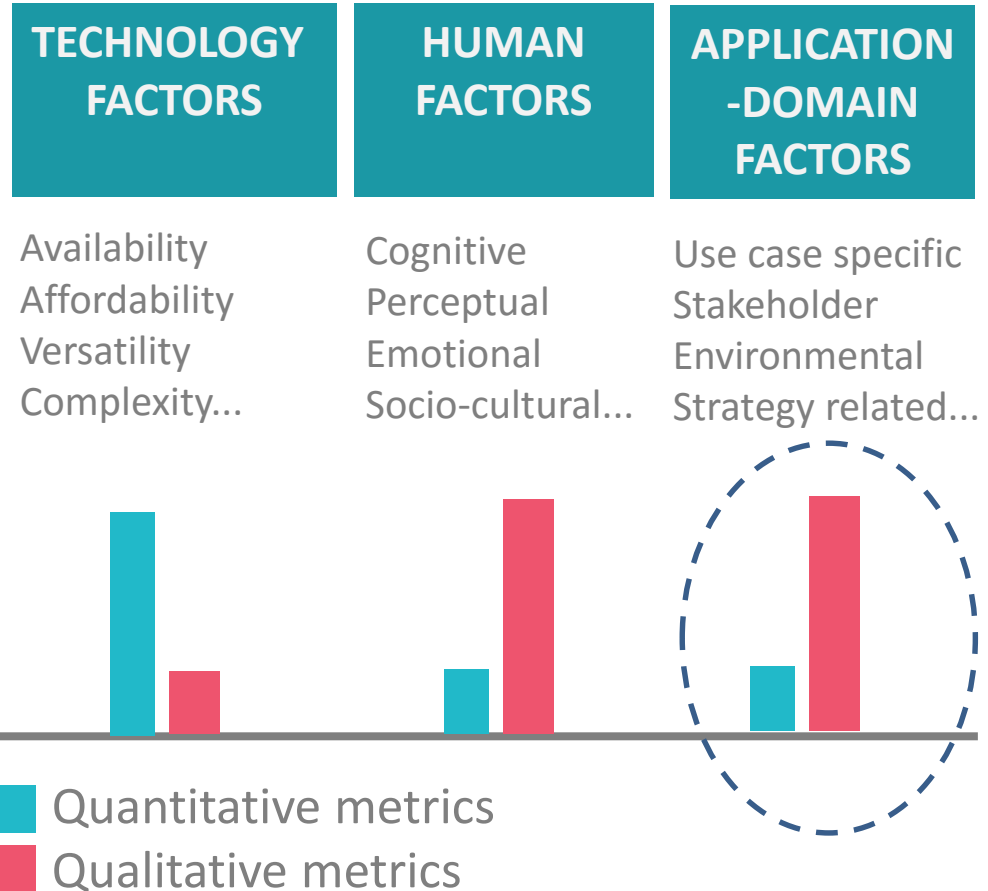 TECHNOLOGY
FACTORS
HUMAN
FACTORS
APPLICATION
-DOMAIN
FACTORS
Availability
Affordability
Versatility
Complexity...
Cognitive
Perceptual
Emotional
Socio-cultural...
Use case specific
Stakeholder
Environmental
Strategy related...
Quantitative metrics
Qualitative metrics